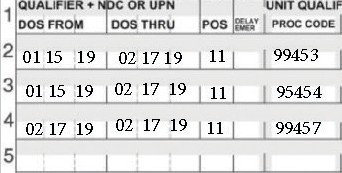 1 QUALIFIER + NDC OR UPN UNIT QUALIF
DOS FROM DOS THRU POS DELAY EMER PROC CODE
2 01 15 19 02 17 19 11 99453
3 01 15 19 02 17 19 11 95454
4 02 17 19 02 17 19 11 99457
5